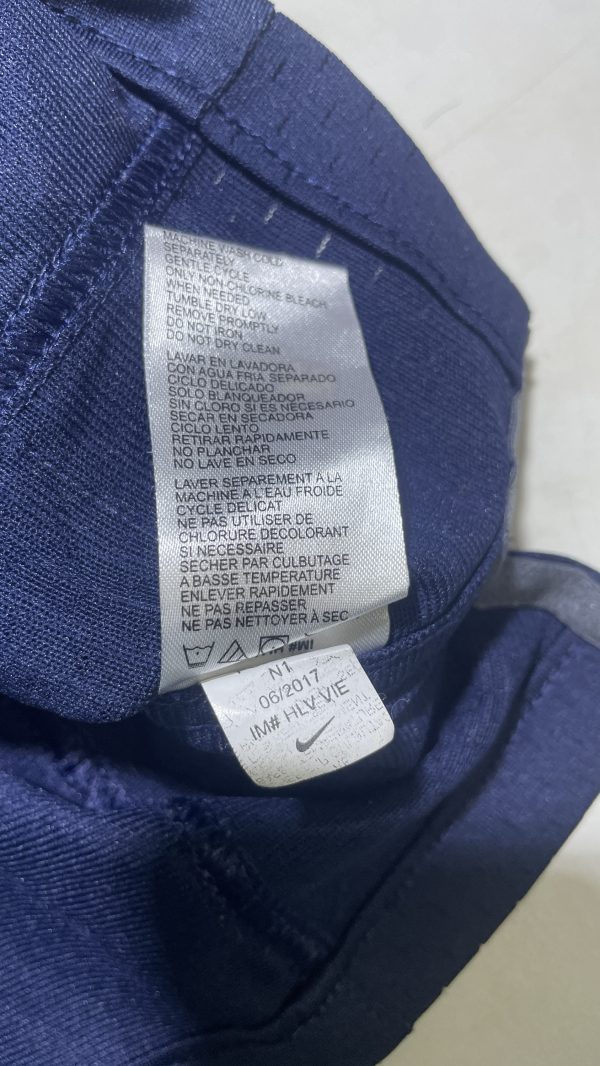 MACHINE WASH COLD
SEPARATELY
GENTLE CYCLE
ONLY NON-CHLORINE BLEACH
WHEN NEEDED
TUMBLE DRY LOW
REMOVE PROMPTLY
DO NOT IRON
DO NOT DRY CLEAN
LAVAR EN LAVADORA
CON AGUA FRIA SEPARADO
CICLO DELICADO
SOLO BLANQUEADOR
SIN CLORO SI ES NECESARIO
SECAR EN SECADORA
CICLO LENTO
RETIRAR RAPIDAMENTE
NO PLANCHAR
NO LAVE EN SECO
LAVER SEPAREMENT A LA
MACHINE A L'EAU FROIDE
CYCLE DELICAT
NE PAS UTILISER DE
CHLORURE DECOLORANT
SI NECESSAIRE
SECHER PAR CULBUTAGE
A BASSE TEMPERATURE
ENLEVER RAPIDEMENT
NE PAS REPASSER
NE PAS NETTOYER À SEC
IM#
N1
06/2017
IM# HLV VIE